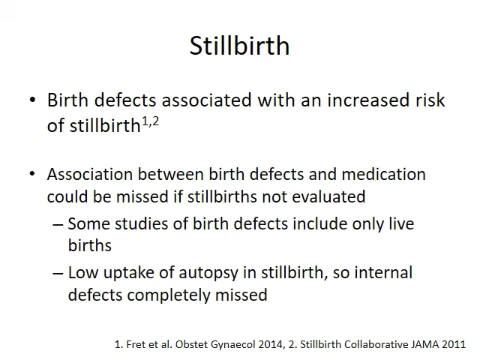 Stillbirth
• Birth defects associated with an increased risk
of stillbirth1,2
• Association between birth defects and medication
could be missed if stillbirths not evaluated
– Some studies of birth defects include only live
births
– Low uptake of autopsy in stillbirth, so internal
defects completely missed
1. Fret et al. Obstet Gynaecol 2014, 2. Stillbirth Collaborative JAMA 2011